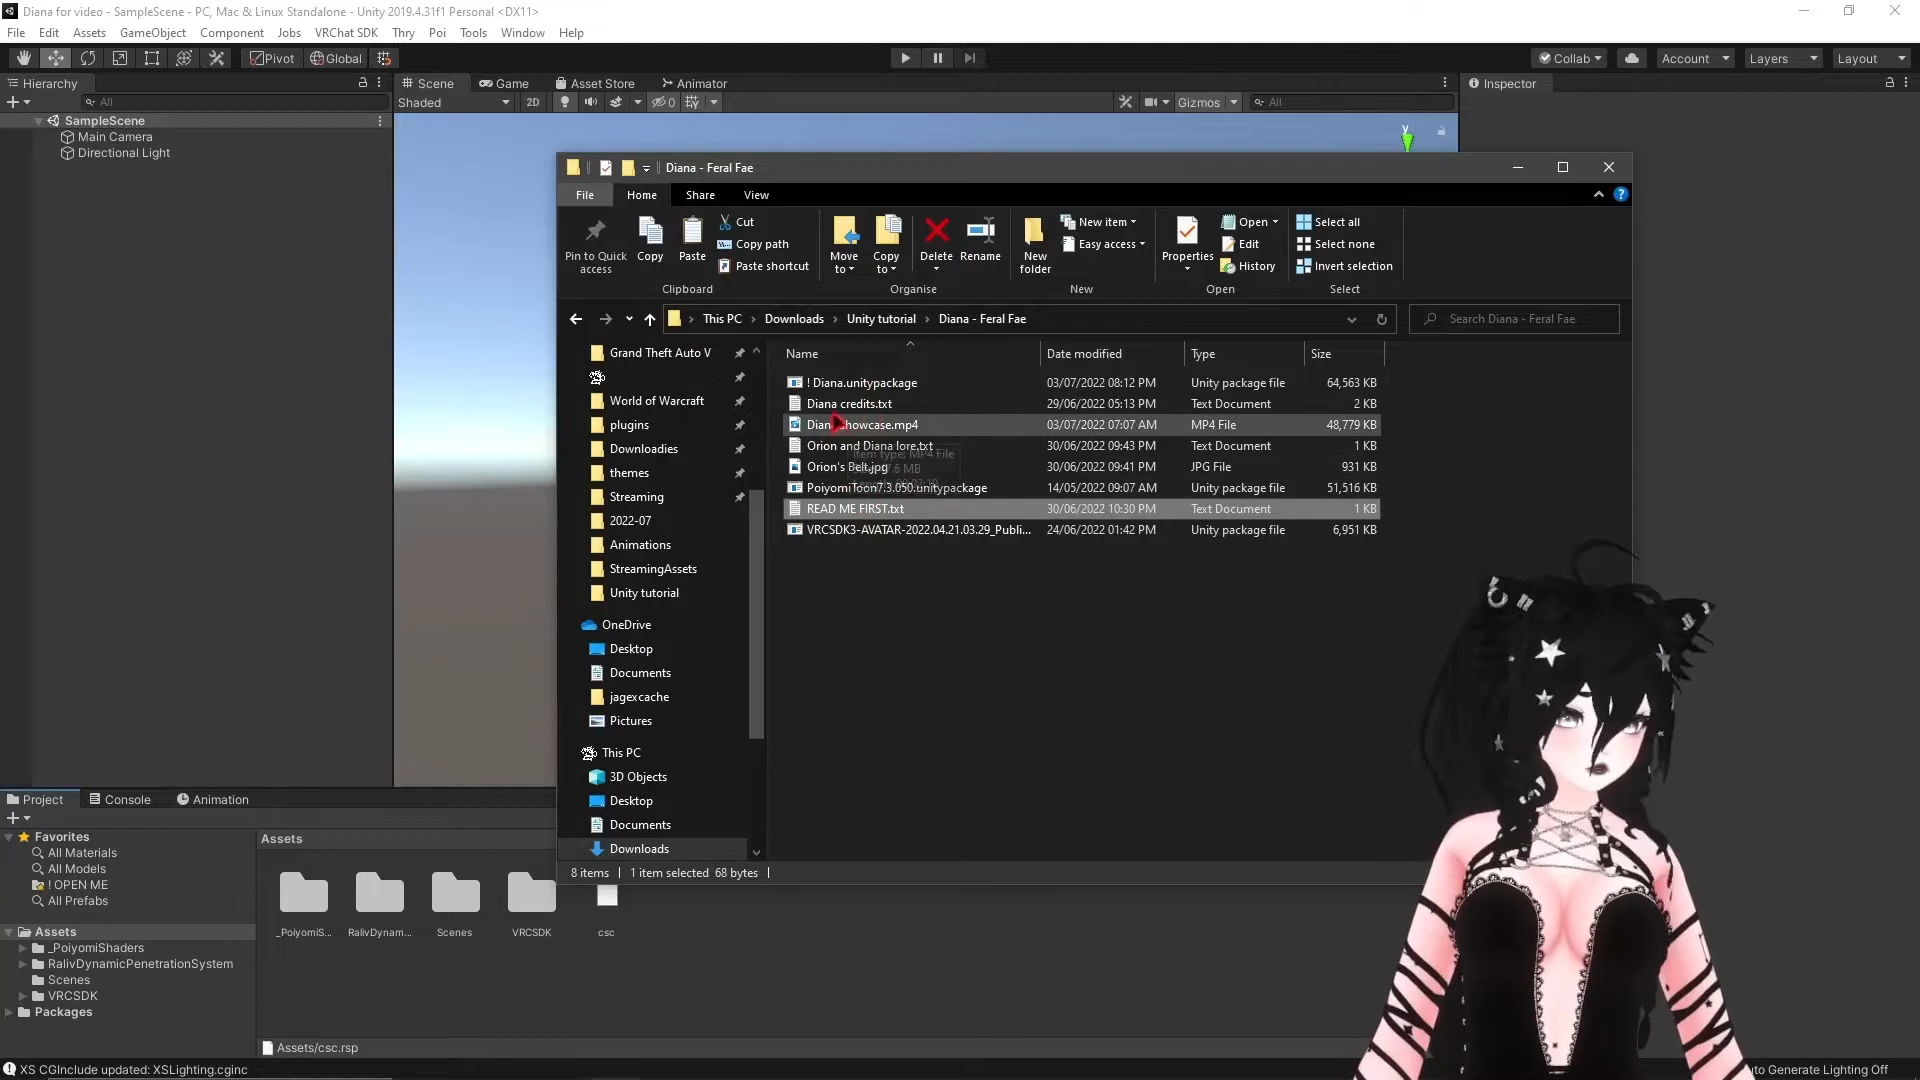 Diana for video - SampleScene - PC, Mac & Linux Standalone - Unity 2019.4.31f1 Personal <DX11>
File Edit Assets GameObject Component Jobs VRChat SDK Thry Poi Tools Window Help
Pivot Global Collab Account Layers Layout
Hierarchy Scene Game Asset Store Animator Inspector
All Shaded 2D 0 Gizmos All
SampleScene
Main Camera
Directional Light
y
Diana - Feral Fae
File Home Share View
Pin to Quick access
Copy
Paste
Cut
Copy path
Paste shortcut
Move to
Copy to
Delete
Rename
New folder
New item
Easy access
Properties
Open
Edit
History
Select all
Select none
Invert selection
Clipboard Organise New Open Select
This PC > Downloads > Unity tutorial > Diana - Feral Fae
Search Diana - Feral Fae
Name Date modified Type Size
! Diana.unitypackage 03/07/2022 08:12 PM Unity package file 64,563 KB
Diana credits.txt 29/06/2022 05:13 PM Text Document 2 KB
Diana showcase.mp4 03/07/2022 07:07 AM MP4 File 48,779 KB
Orion and Diana lore.txt 30/06/2022 09:43 PM Text Document 1 KB
Item type: MP4 File
Orion's Belt.jpg 30/06/2022 09:41 PM JPG File 931 KB
PoiyomiToon7.3.050.unitypackage 14/05/2022 09:07 AM Unity package file 51,516 KB
READ ME FIRST.txt 30/06/2022 10:30 PM Text Document 1 KB
VRCSDK3-AVATAR-2022.04.21.03.29_Publi... 24/06/2022 01:42 PM Unity package file 6,951 KB
Grand Theft Auto V
World of Warcraft
plugins
Downloadies
themes
Streaming
2022-07
Animations
StreamingAssets
Unity tutorial
OneDrive
Desktop
Documents
jagexcache
Pictures
This PC
3D Objects
Desktop
Documents
Downloads
8 items 1 item selected 68 bytes
Project Console Animation
Favorites
All Materials
All Models
! OPEN ME
All Prefabs
Assets
_PoiyomiShaders
RalivDynamicPenetrationSystem
Scenes
VRCSDK
Packages
Assets
_PoiyomiS... RalivDynam... Scenes VRCSDK csc
Assets/csc.rsp
XS CGInclude updated: XSLighting.cginc
uto Generate Lighting Off